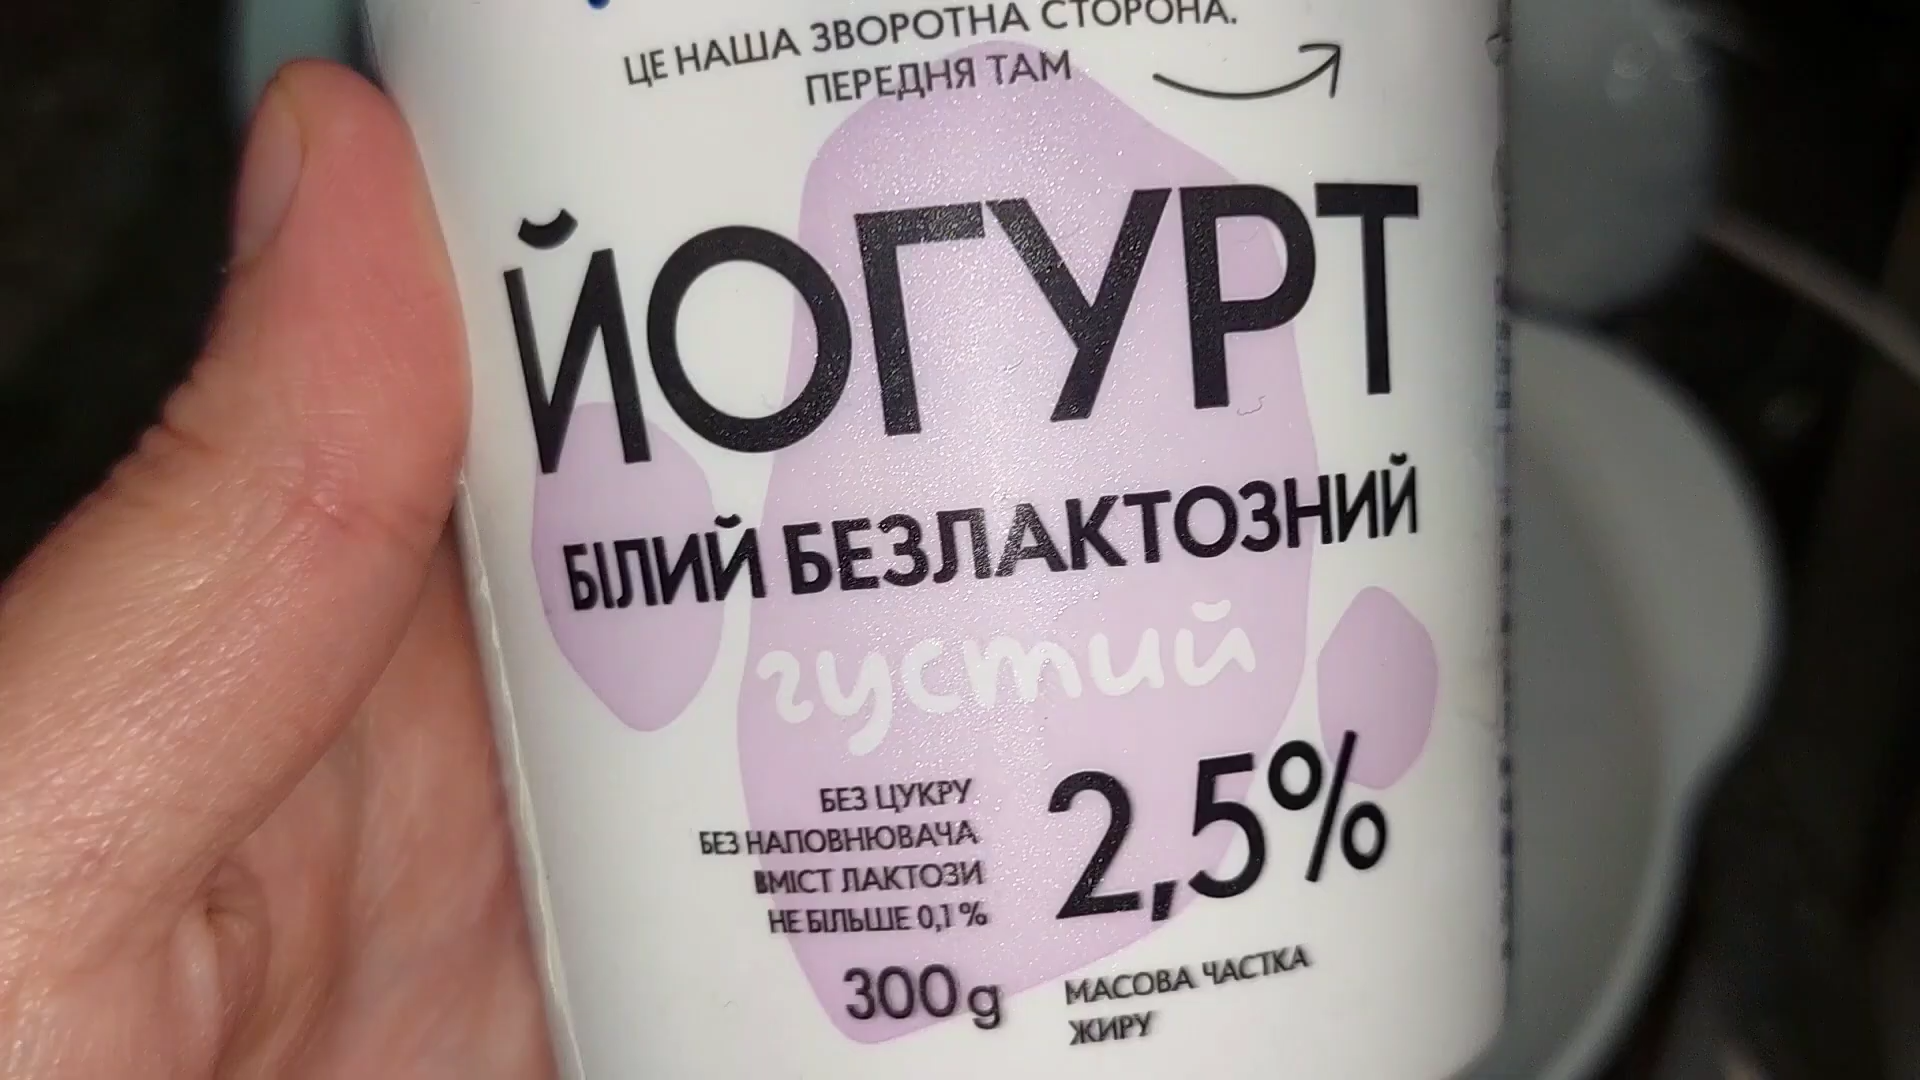 ЦЕ НАША ЗВОРОТНА СТОРОНА.
ПЕРЕДНЯ ТАМ
ЙОГУРТ
БІЛИЙ БЕЗЛАКТОЗНИЙ
густий
БЕЗ ЦУКРУ
БЕЗ НАПОВНЮВАЧА
ВМІСТ ЛАКТОЗИ
НЕ БІЛЬШЕ 0,1 %
2,5%
300g
МАСОВА ЧАСТКА
ЖИРУ